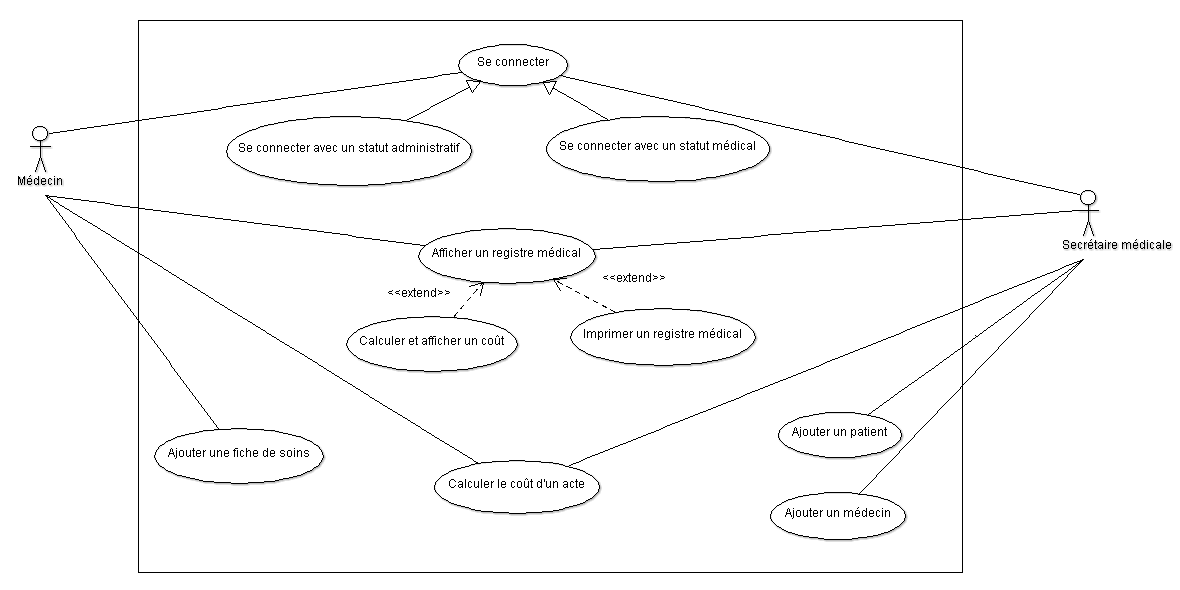 Se connecter
Se connecter avec un statut administratif
Se connecter avec un statut médical
Médecin
Secrétaire médicale
Afficher un registre médical
<<extend>>
<<extend>>
Calculer et afficher un coût
Imprimer un registre médical
Ajouter un patient
Ajouter une fiche de soins
Calculer le coût d'un acte
Ajouter un médecin